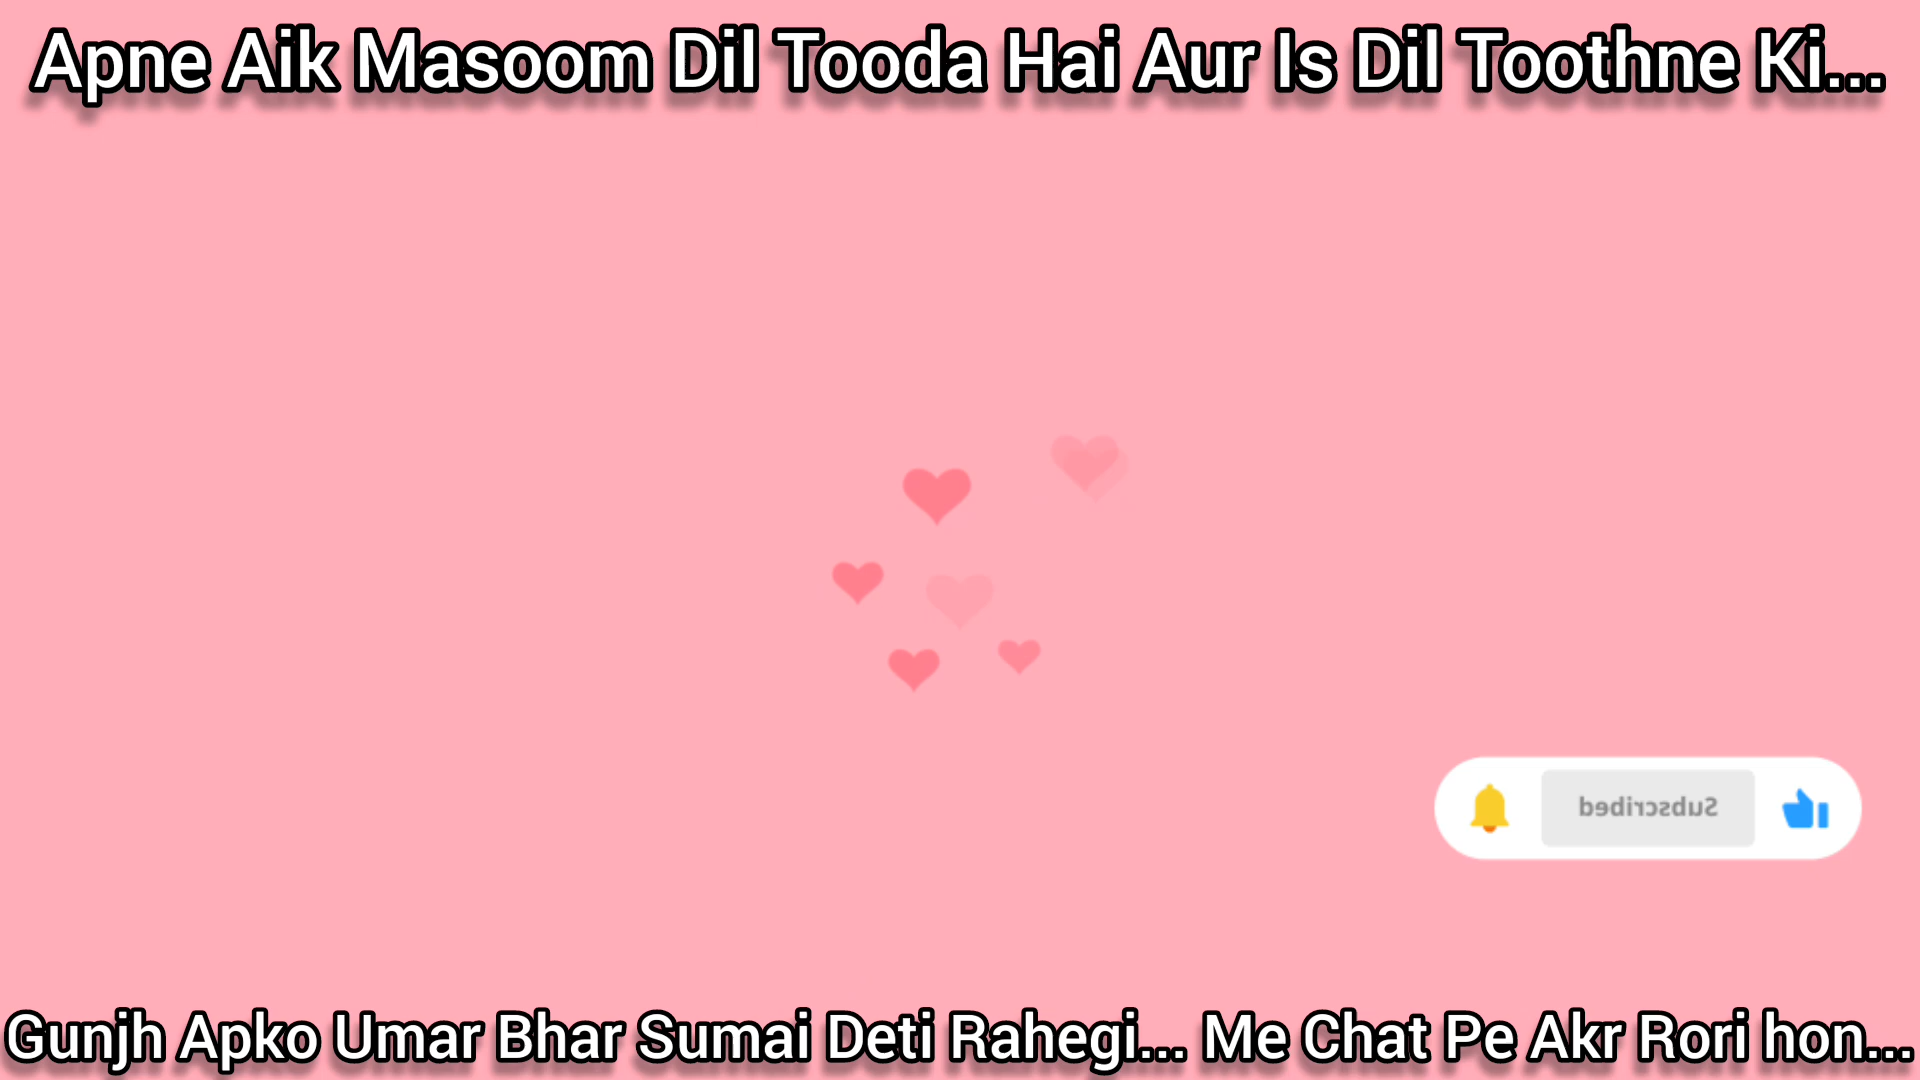 Apne Aik Masoom Dil Tooda Hai Aur Is Dil Toothne Ki...
Subscribed
Gunjh Apko Umar Bhar Sumai Deti Rahegi... Me Chat Pe Akr Rori hon...